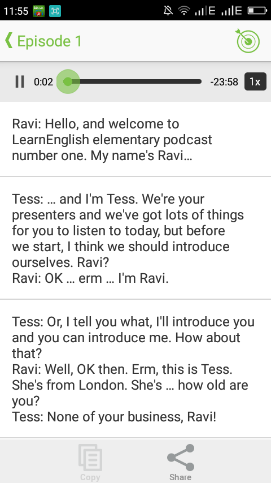 11:55
Episode 1
0:02
-23:58
1x
Ravi: Hello, and welcome to
LearnEnglish elementary podcast
number one. My name's Ravi…
Tess: … and I'm Tess. We're your
presenters and we've got lots of things
for you to listen to today, but before
we start, I think we should introduce
ourselves. Ravi?
Ravi: OK … erm … I'm Ravi.
Tess: Or, I tell you what, I'll introduce you
and you can introduce me. How about
that?
Ravi: Well, OK then. Erm, this is Tess.
She's from London. She's … how old are
you?
Tess: None of your business, Ravi!
Copy
Share